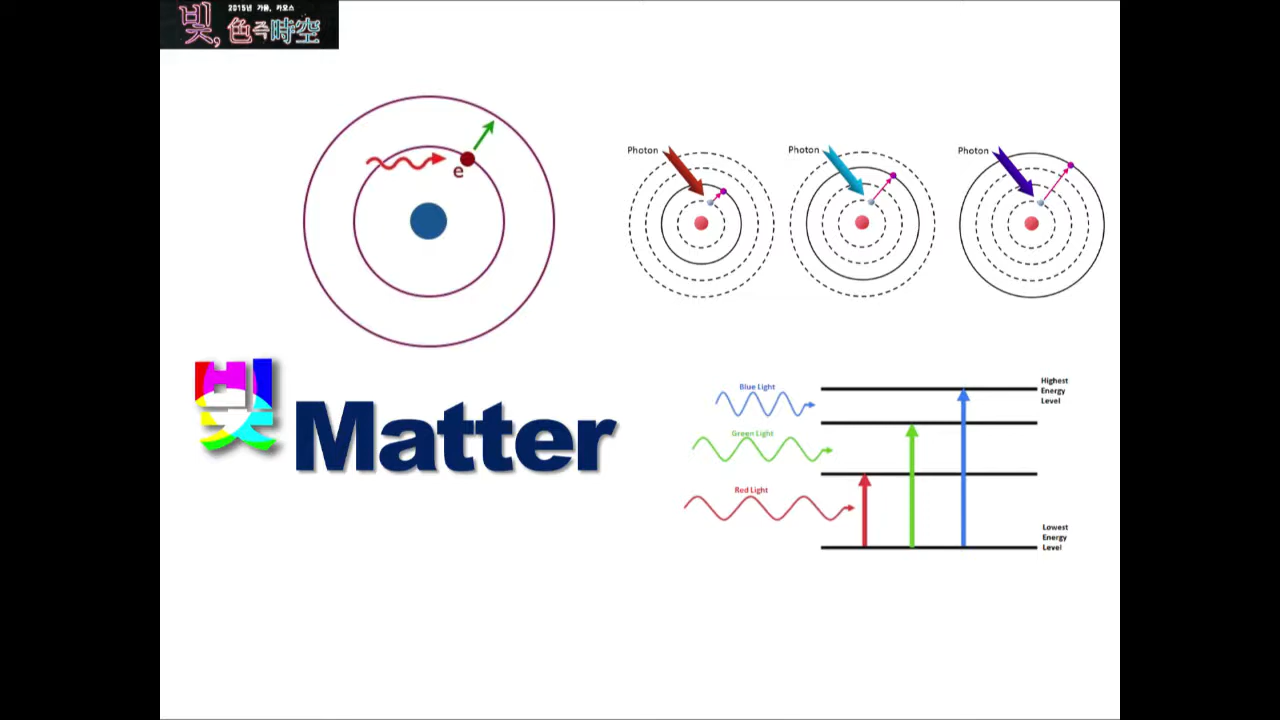 2015년 가을, 카오스
빛, 色즉時空
e
Photon
Photon
Photon
빛 Matter
Blue Light
Green Light
Red Light
Highest
Energy
Level
Lowest
Energy
Level